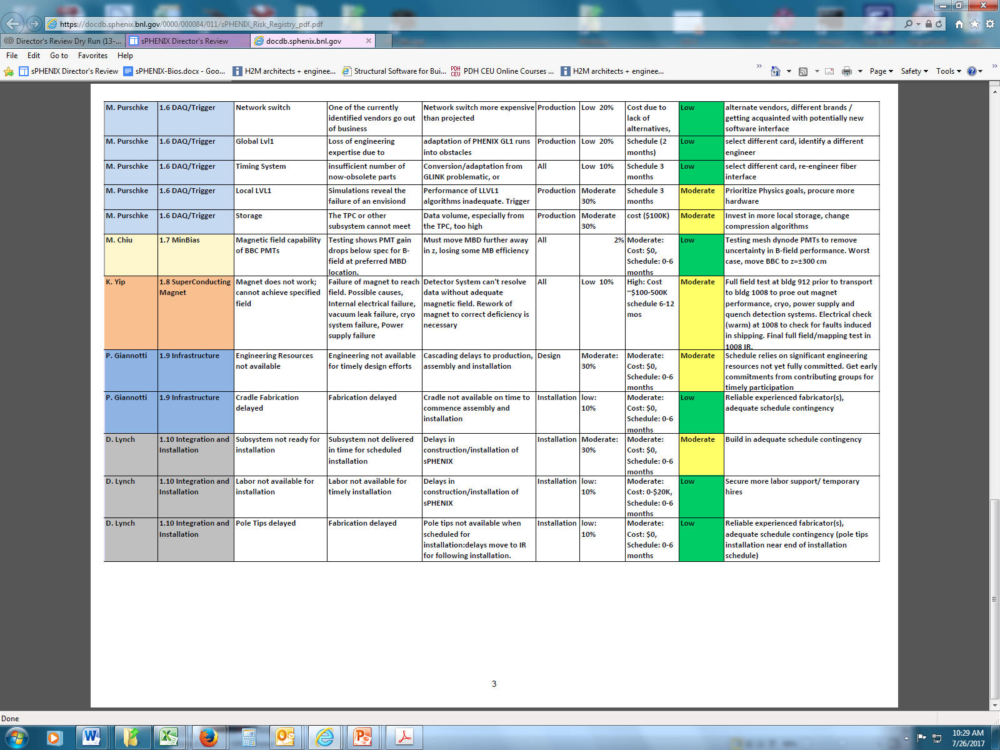 https://docdb.sphenix.bnl.gov/0000/000084/011/sPHENIX_Risk_Registry_pdf.pdf
Director's Review Dry Run (13-... sPHENIX Director's Review docdb.sphenix.bnl.gov
File Edit Go to Favorites Help
sPHENIX Director's Review sPHENIX-Bios.docx - Goo... H2M architects + enginee... Structural Software for Bui... PDH CEU PDH CEU Online Courses ... H2M architects + enginee... Page Safety Tools
M. Purschke 1.6 DAQ/Trigger Network switch One of the currently Network switch more expensive Production Low 20% Cost due to Low alternate vendors, different brands /
identified vendors go out than projected lack of getting acquainted with potentially new
of business alternatives, software interface
M. Purschke 1.6 DAQ/Trigger Global Lvl1 Loss of engineering adaptation of PHENIX GL1 runs Production Low 20% Schedule (2 Low select different card, identify a different
expertise due to into obstacles months) engineer
M. Purschke 1.6 DAQ/Trigger Timing System insufficient number of Conversion/adaptation from All Low 10% Schedule 3 Low select different card, re-engineer fiber
now-obsolete parts GLINK problematic, or months interface
M. Purschke 1.6 DAQ/Trigger Local LVL1 Simulations reveal the Performance of LLVL1 Production Moderate Schedule 3 Moderate Prioritize Physics goals, procure more
failure of an envisiond algorithms inadequate. Trigger 30% months hardware
M. Purschke 1.6 DAQ/Trigger Storage The TPC or other Data volume, especially from Production Moderate cost ($100K) Moderate Invest in more local storage, change
subsystem cannot meet the TPC, too high 30% compression algorithms
M. Chiu 1.7 MinBias Magnetic field capability Testing shows PMT gain Must move MBD further away All 2% Moderate: Low Testing mesh dynode PMTs to remove
of BBC PMTs drops below spec for B- in z, losing some MB efficiency Cost: $0, uncertainty in B-field performance. Worst
field at preferred MBD Schedule: 0-6 case, move BBC to z=±300 cm
location. months
K. Yip 1.8 SuperConducting Magnet does not work; Failure of magnet to reach Detector System can't resolve All Low 10% High: Cost Moderate Full field test at bldg 912 prior to transport
Magnet cannot achieve specified field. Possible causes, data without adequate ~$100-500K to bldg 1008 to proe out magnet
field Internal electrical failure, magnetic field. Rework of schedule 6-12 performance, cryo, power supply and
vacuum leak failure, cryo magnet to correct deficiency is mos quench detection systems. Electrical check
system failure, Power necessary (warm) at 1008 to check for faults induced
supply failure in shipping. Final full field/mapping test in
1008 IR.
P. Giannotti 1.9 Infrastructure Engineering Resources Engineering not available Cascading delays to production, Design Moderate: Moderate: Moderate Schedule relies on significant engineering
not available for timely design efforts assembly and installation 30% Cost: $0, resources not yet fully committed. Get early
Schedule: 0-6 commitments from contributing groups for
months timely participation
P. Giannotti 1.9 Infrastructure Cradle Fabrication Fabrication delayed Cradle not available on time to Installation low: Moderate: Low Reliable experienced fabricator(s),
delayed commence assembly and 10% Cost: $0, adequate schedule contingency
installation Schedule: 0-6
months
D. Lynch 1.10 Integration and Subsystem not ready for Subsystem not delivered Delays in Installation Moderate: Moderate: Moderate Build in adequate schedule contingency
Installation installation in time for scheduled construction/installation of 30% Cost: $0,
installation sPHENIX Schedule: 0-6
months
D. Lynch 1.10 Integration and Labor not available for Labor not available for Delays in Installation low: Moderate: Low Secure more labor support/ temporary
Installation installation timely installation construction/installation of 10% Cost: 0-$20K, hires
sPHENIX Schedule: 0-6
months
D. Lynch 1.10 Integration and Pole Tips delayed Fabrication delayed Pole tips not available when Installation low: Moderate: Low Reliable experienced fabricator(s),
Installation scheduled for 10% Cost: $0, adequate schedule contingency (pole tips
installation:delays move to IR Schedule: 0-6 installation near end of installation
for following installation. months schedule)
3
Done
10:29 AM
7/26/2017